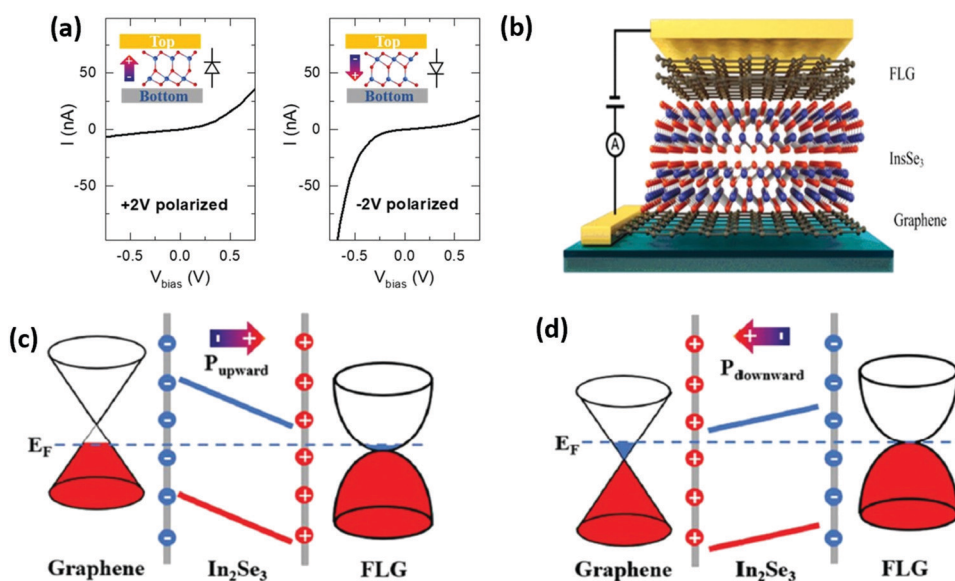 (a)
Top
Bottom
I (nA)
50
0
-50
+2V polarized
-0.5 0.0 0.5
V_bias (V)
Top
Bottom
I (nA)
50
0
-50
-2V polarized
-0.5 0.0 0.5
V_bias (V)
(b)
A
FLG
InsSe₃
Graphene
(c)
P_upward
E_F
Graphene In₂Se₃ FLG
(d)
P_downward
E_F
Graphene In₂Se₃ FLG